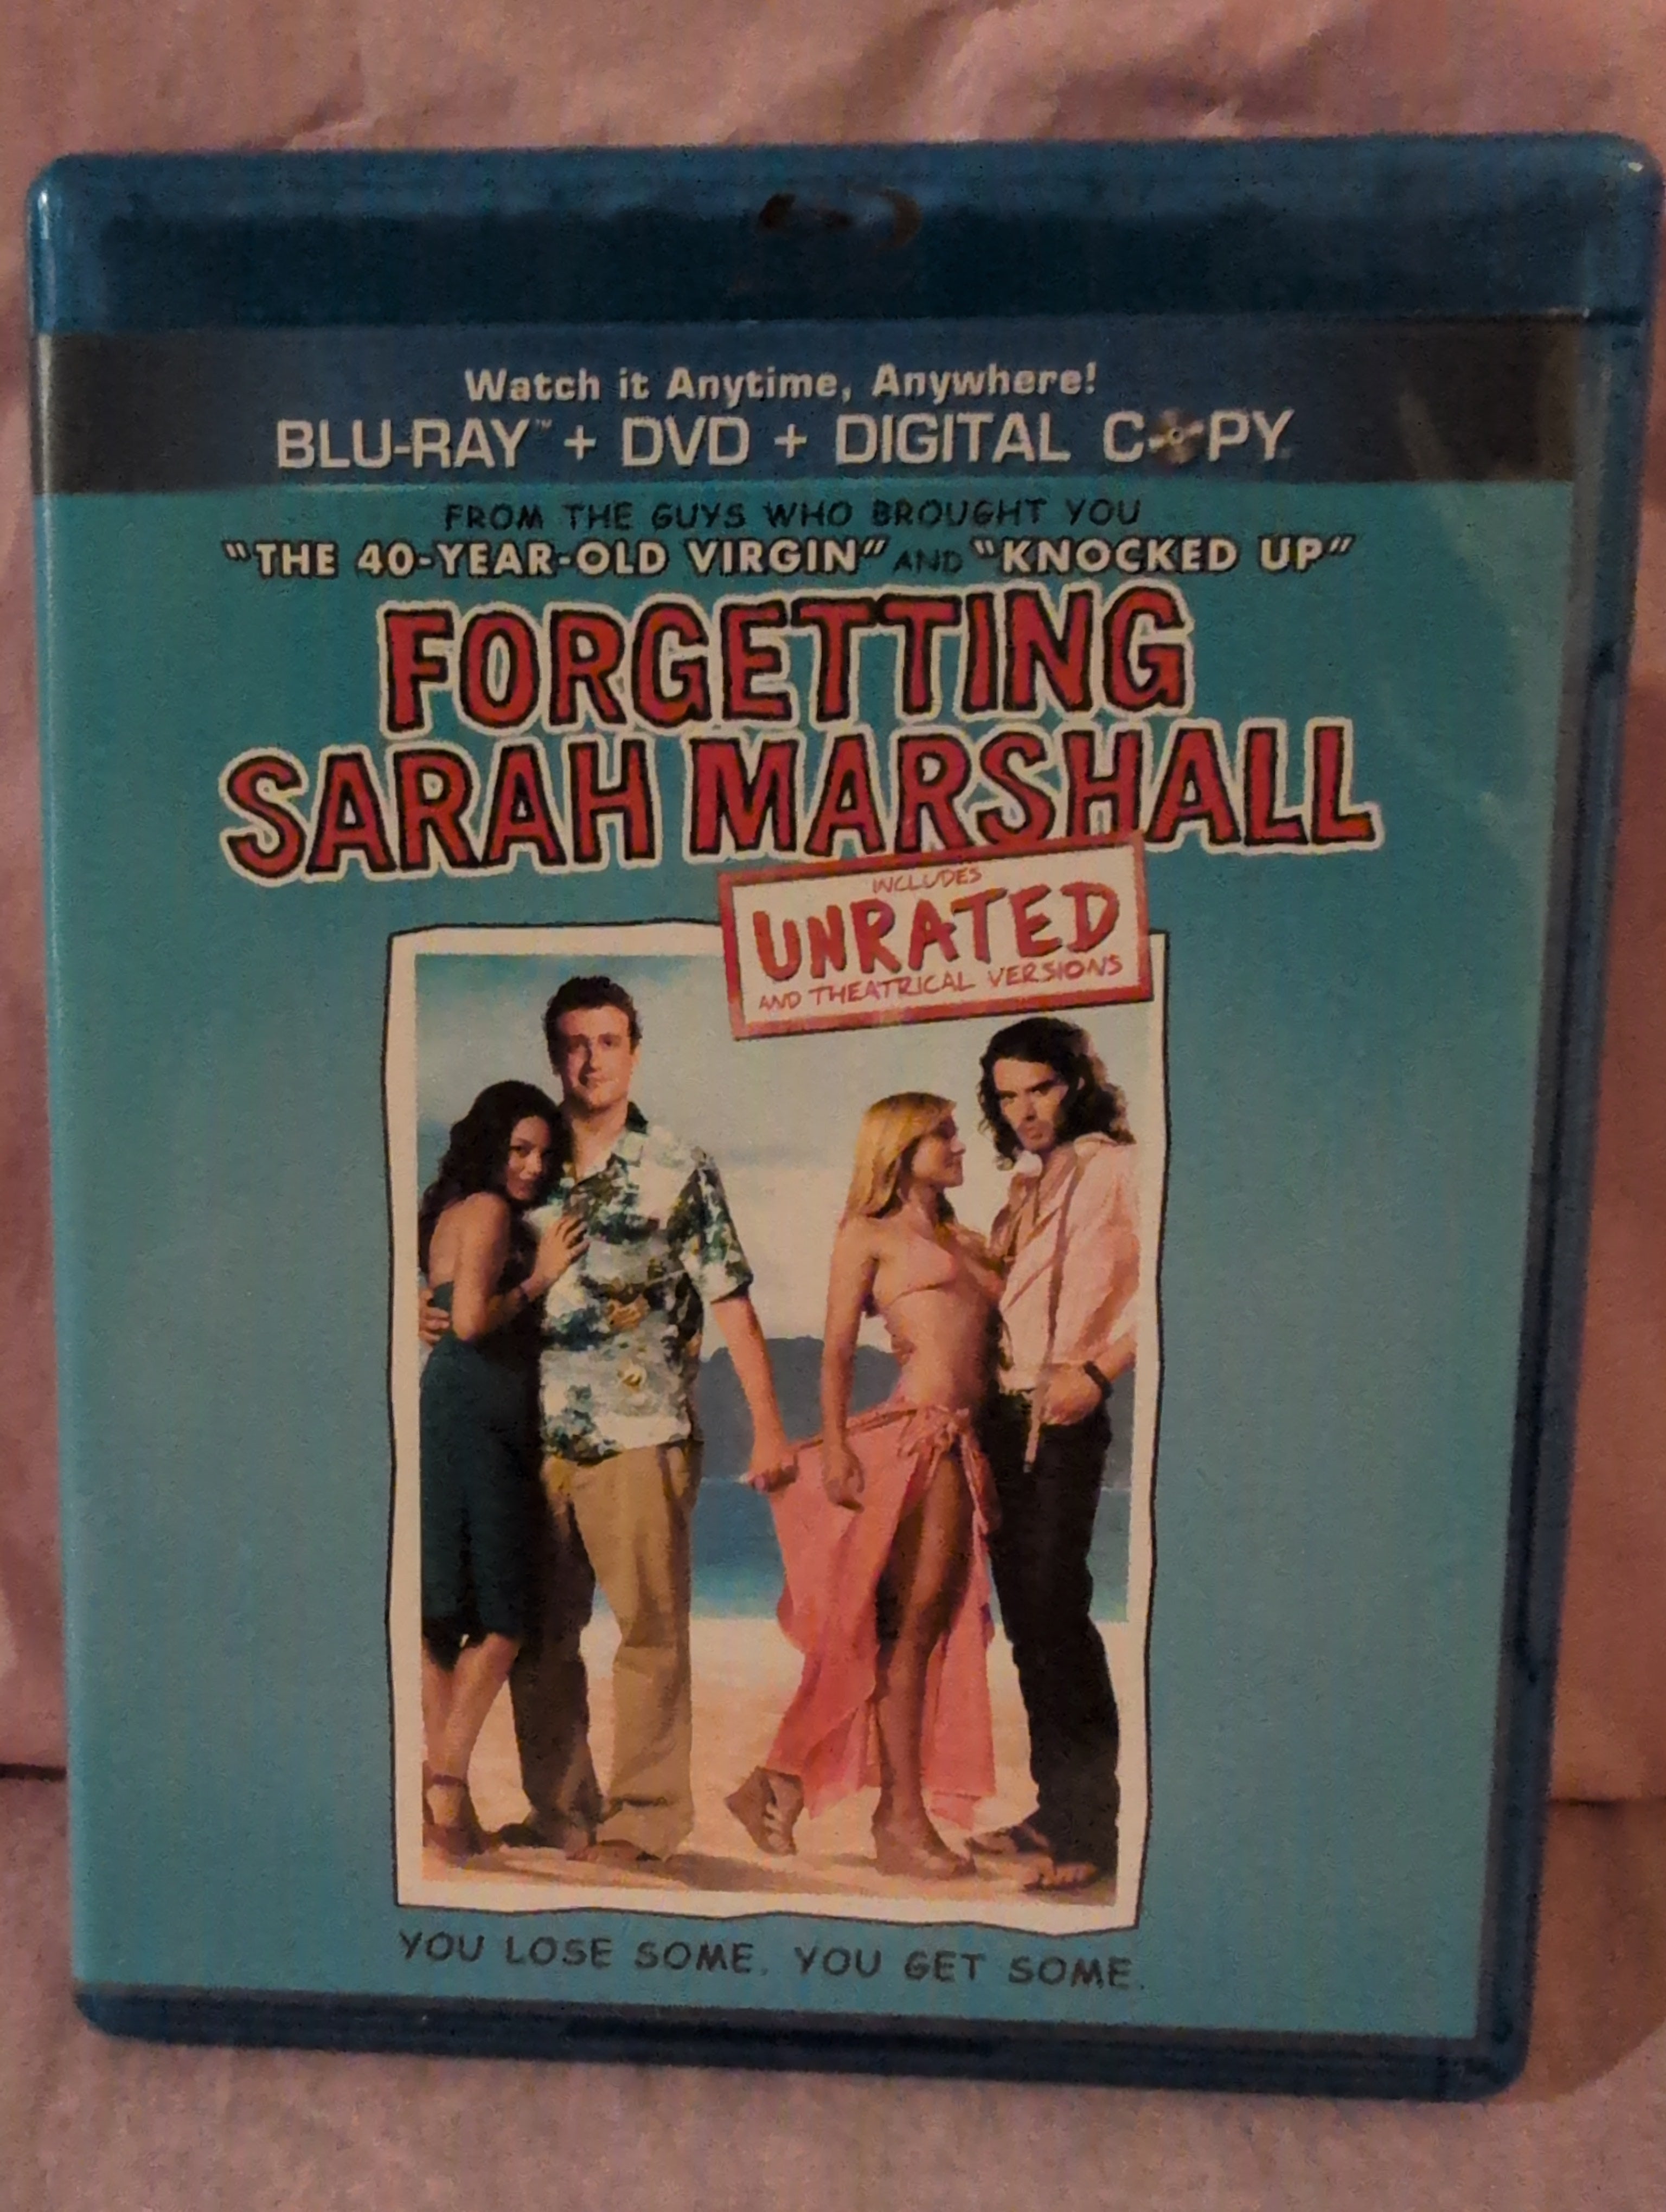 Watch it Anytime, Anywhere!
BLU-RAY™ + DVD + DIGITAL COPY
FROM THE GUYS WHO BROUGHT YOU
"THE 40-YEAR-OLD VIRGIN" AND "KNOCKED UP"
FORGETTING
SARAH MARSHALL
INCLUDES
UNRATED
AND THEATRICAL VERSIONS
YOU LOSE SOME. YOU GET SOME.